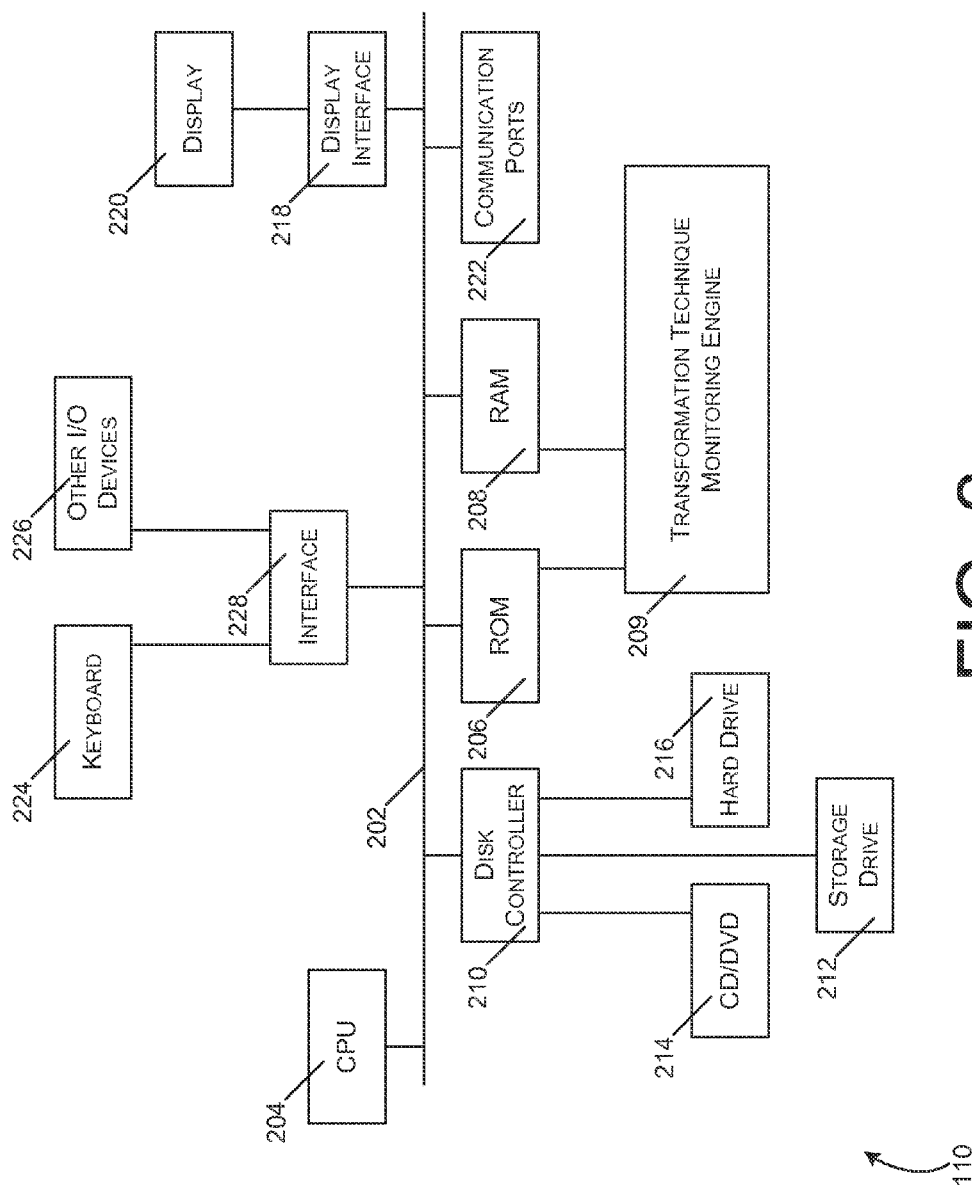 220
DISPLAY
218
DISPLAY
INTERFACE
226
OTHER I/O
DEVICES
224
KEYBOARD
228
INTERFACE
202
204
CPU
210
DISK
CONTROLLER
206
ROM
208
RAM
222
COMMUNICATION
PORTS
214
CD/DVD
216
HARD DRIVE
212
STORAGE
DRIVE
209
TRANSFORMATION TECHNIQUE
MONITORING ENGINE
110